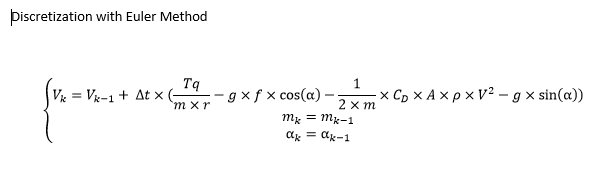 Discretization with Euler Method
V_k = V_{k-1} + Δt × (Tq / (m × r) − g × f × cos(α) − 1 / (2 × m) × C_D × A × ρ × V² − g × sin(α))
m_k = m_{k-1}
α_k = α_{k-1}